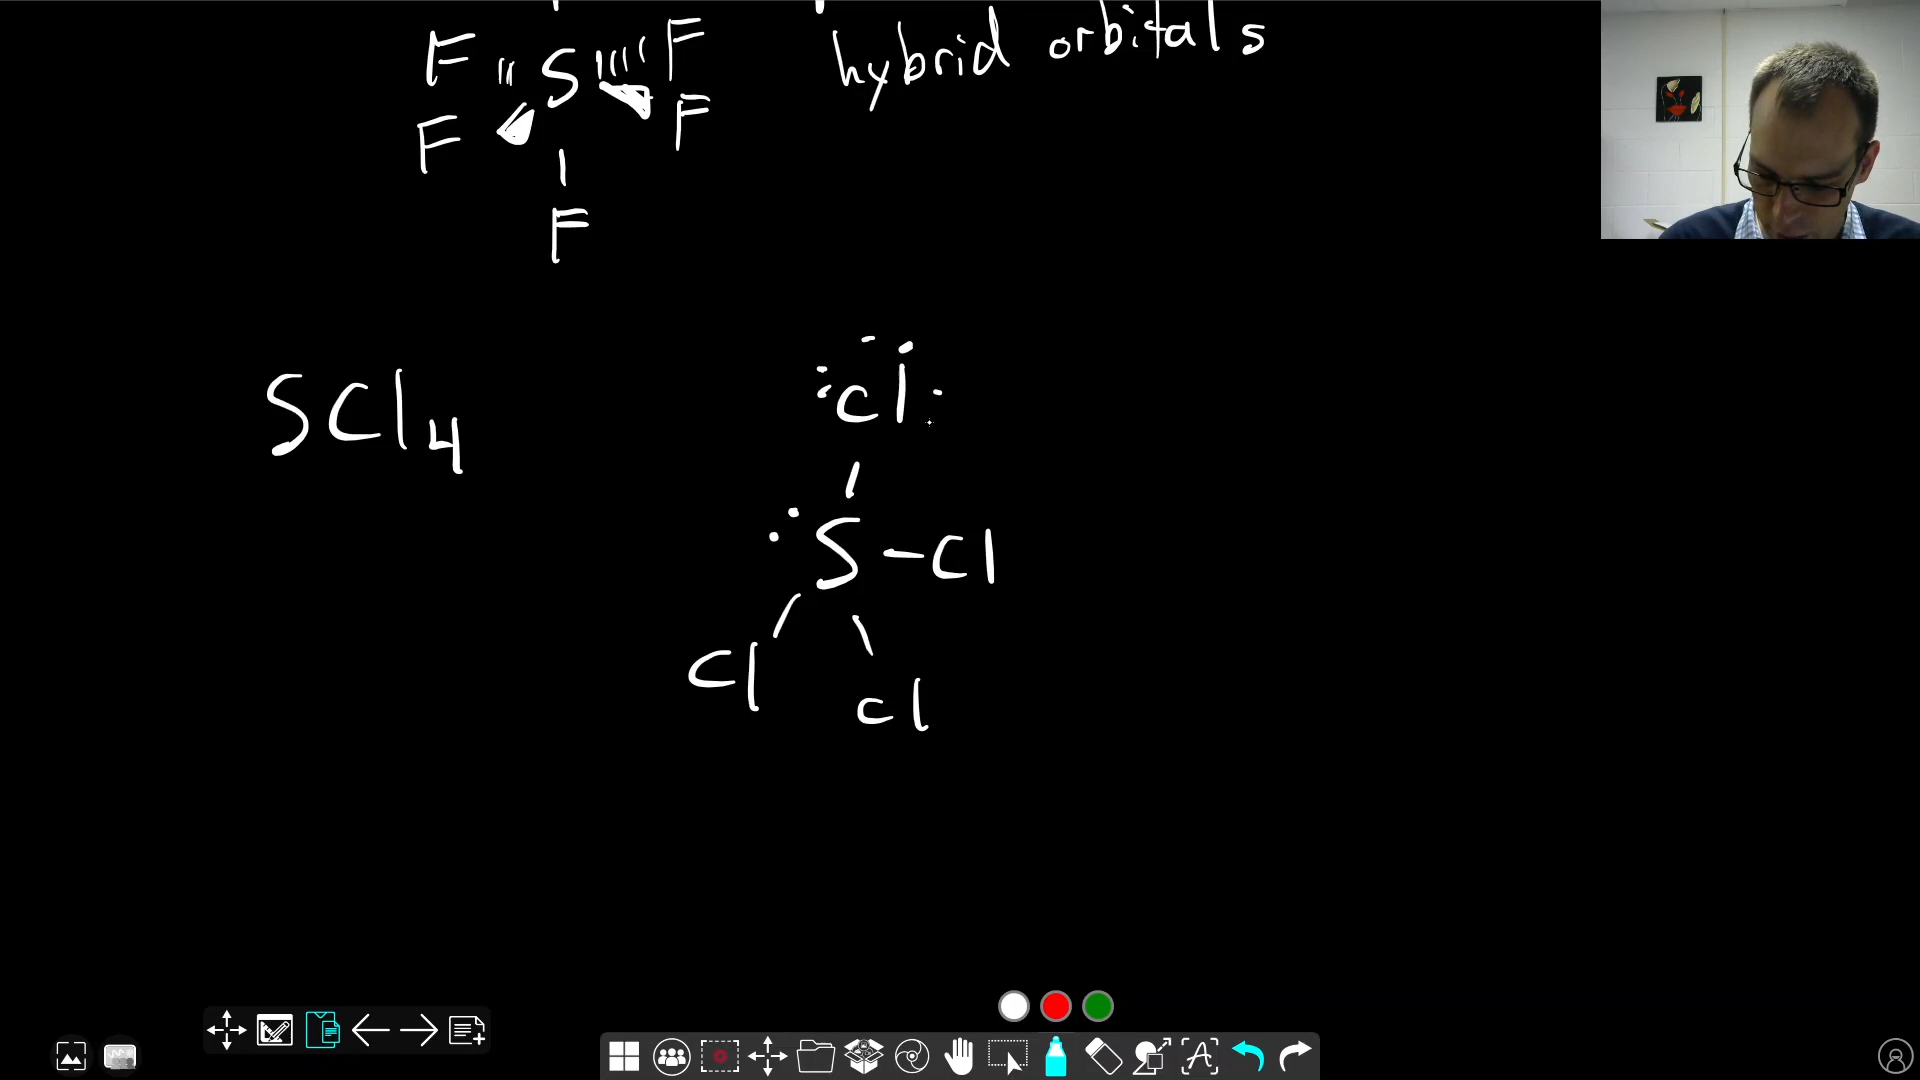 F S F hybrid orbitals
F F
F
SCl4
Cl
S-Cl
Cl
Cl